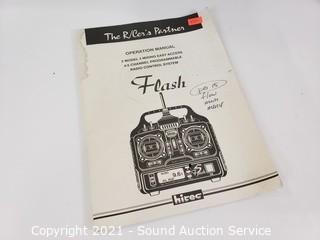 The R/Cer's Partner
OPERATION MANUAL
2 MODEL 3 MIXING EASY ACCESS
4-5 CHANNEL PROGRAMMABLE
RADIO CONTROL SYSTEM
Flash
hitec
Copyright 2021 - Sound Auction Service